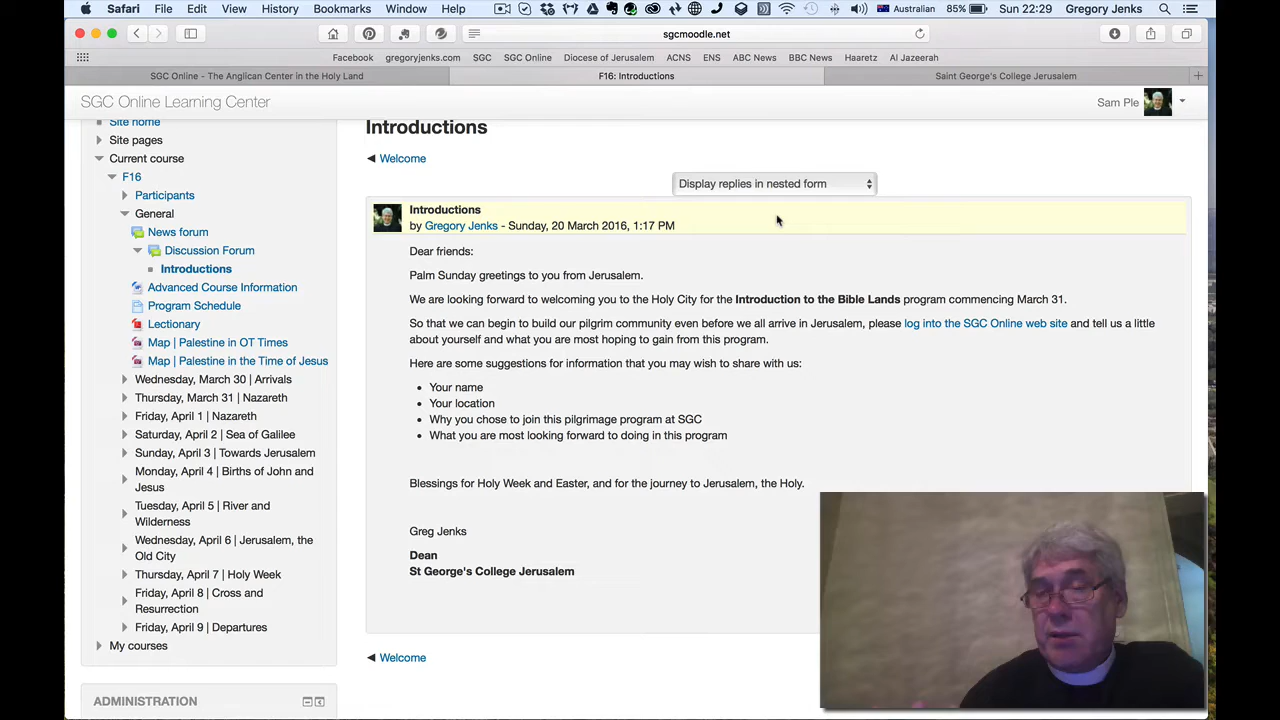 Safari File Edit View History Bookmarks Window Help Australian 85% Sun 22:29 Gregory Jenks
sgcmoodle.net
Facebook gregoryjenks.com SGC SGC Online Diocese of Jerusalem ACNS ENS ABC News BBC News Haaretz Al Jazeerah
SGC Online - The Anglican Center in the Holy Land F16: Introductions Saint George's College Jerusalem
SGC Online Learning Center Sam Ple
Site home
Site pages
Current course
F16
Participants
General
News forum
Discussion Forum
Introductions
Advanced Course Information
Program Schedule
Lectionary
Map | Palestine in OT Times
Map | Palestine in the Time of Jesus
Wednesday, March 30 | Arrivals
Thursday, March 31 | Nazareth
Friday, April 1 | Nazareth
Saturday, April 2 | Sea of Galilee
Sunday, April 3 | Towards Jerusalem
Monday, April 4 | Births of John and
Jesus
Tuesday, April 5 | River and
Wilderness
Wednesday, April 6 | Jerusalem, the
Old City
Thursday, April 7 | Holy Week
Friday, April 8 | Cross and
Resurrection
Friday, April 9 | Departures
My courses
ADMINISTRATION
Introductions
Welcome
Display replies in nested form
Introductions
by Gregory Jenks - Sunday, 20 March 2016, 1:17 PM
Dear friends:
Palm Sunday greetings to you from Jerusalem.
We are looking forward to welcoming you to the Holy City for the Introduction to the Bible Lands program commencing March 31.
So that we can begin to build our pilgrim community even before we all arrive in Jerusalem, please log into the SGC Online web site and tell us a little
about yourself and what you are most hoping to gain from this program.
Here are some suggestions for information that you may wish to share with us:
• Your name
• Your location
• Why you chose to join this pilgrimage program at SGC
• What you are most looking forward to doing in this program
Blessings for Holy Week and Easter, and for the journey to Jerusalem, the Holy.
Greg Jenks
Dean
St George's College Jerusalem
Welcome